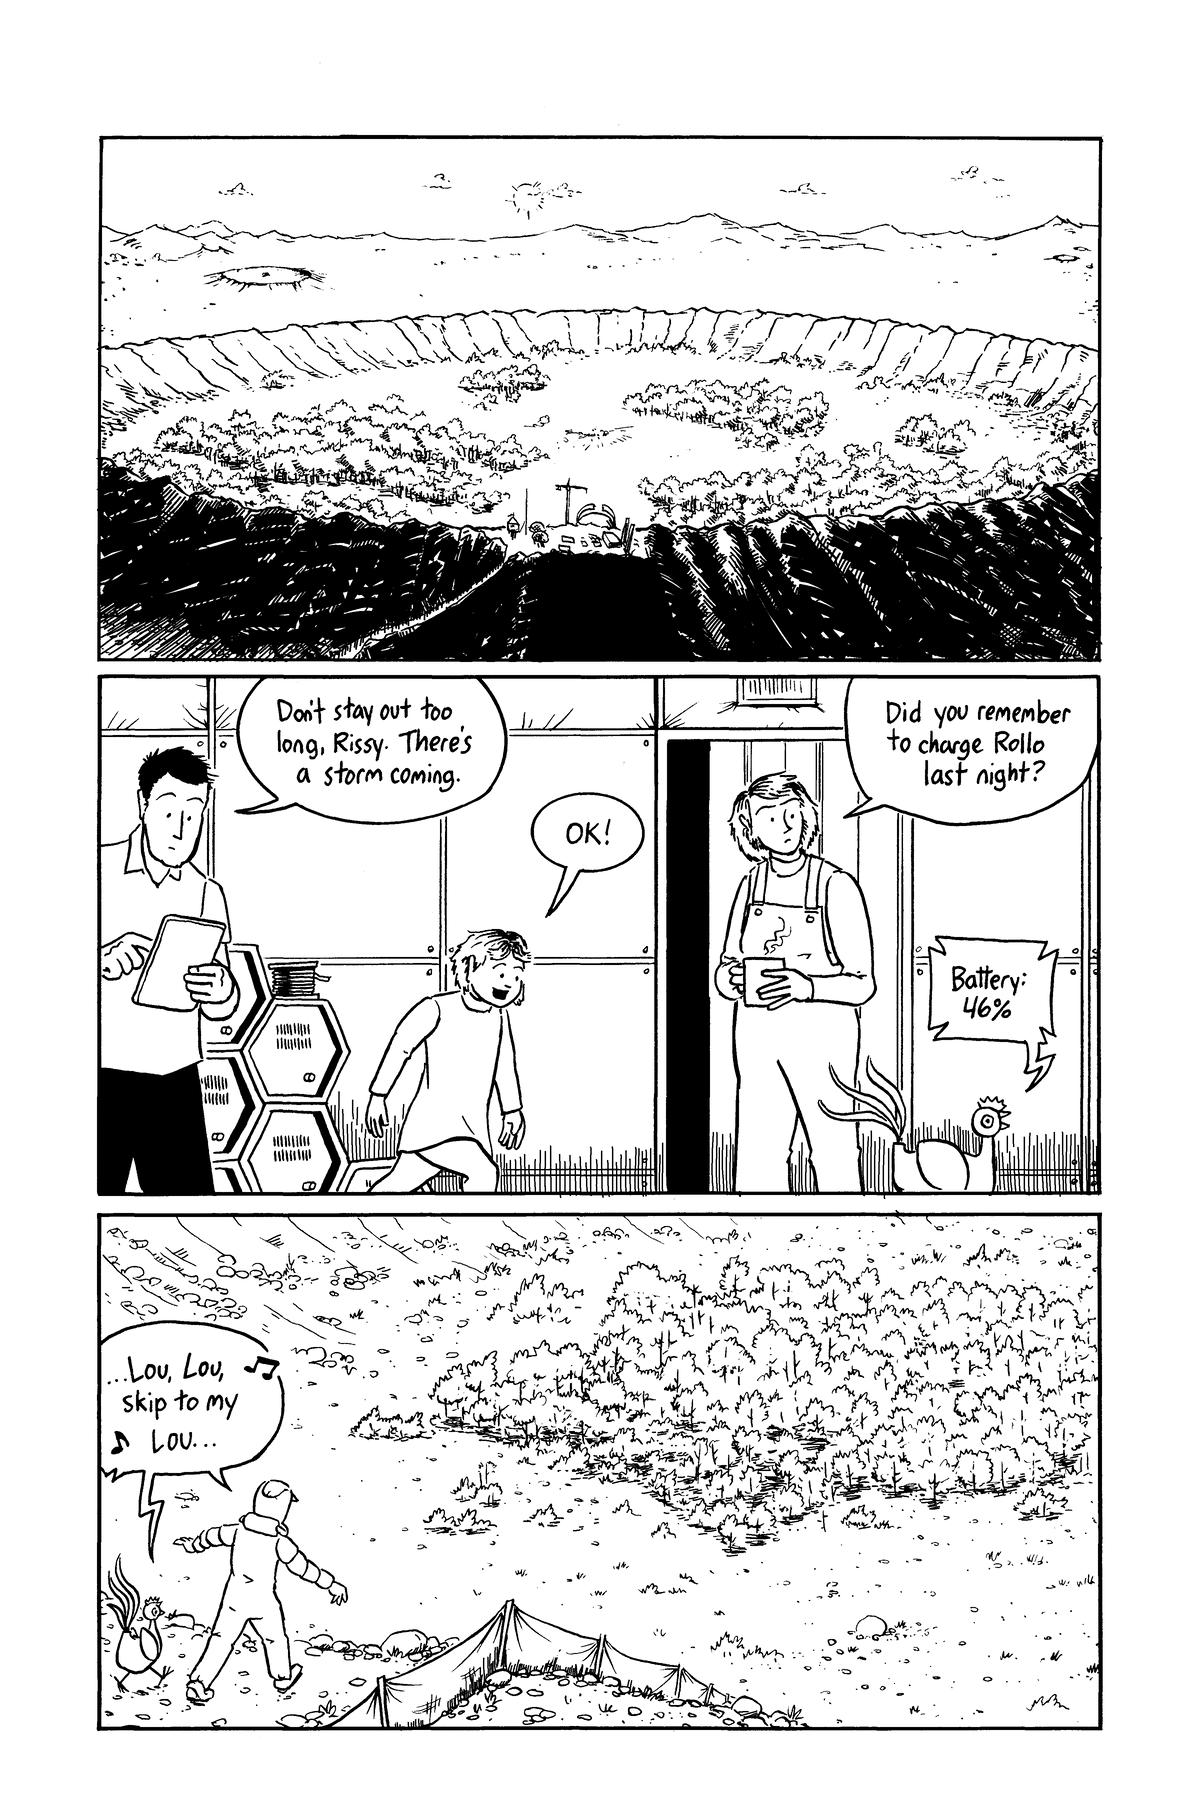 Don't stay out too
long, Rissy. There's
a storm coming.
OK!
Did you remember
to charge Rollo
last night?
Battery:
46%
...Lou, Lou,
skip to my
Lou...